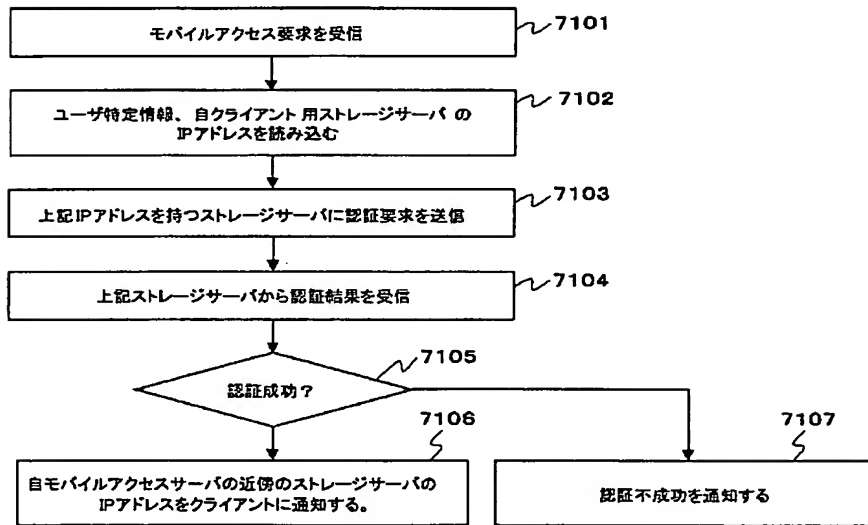 モバイルアクセス要求を受信
7101
ユーザ特定情報、自クライアント用ストレージサーバの
IPアドレスを読み込む
7102
上記IPアドレスを持つストレージサーバに認証要求を送信
7103
上記ストレージサーバから認証結果を受信
7104
認証成功?
7105
自モバイルアクセスサーバの近傍のストレージサーバの
IPアドレスをクライアントに通知する。
7106
認証不成功を通知する
7107